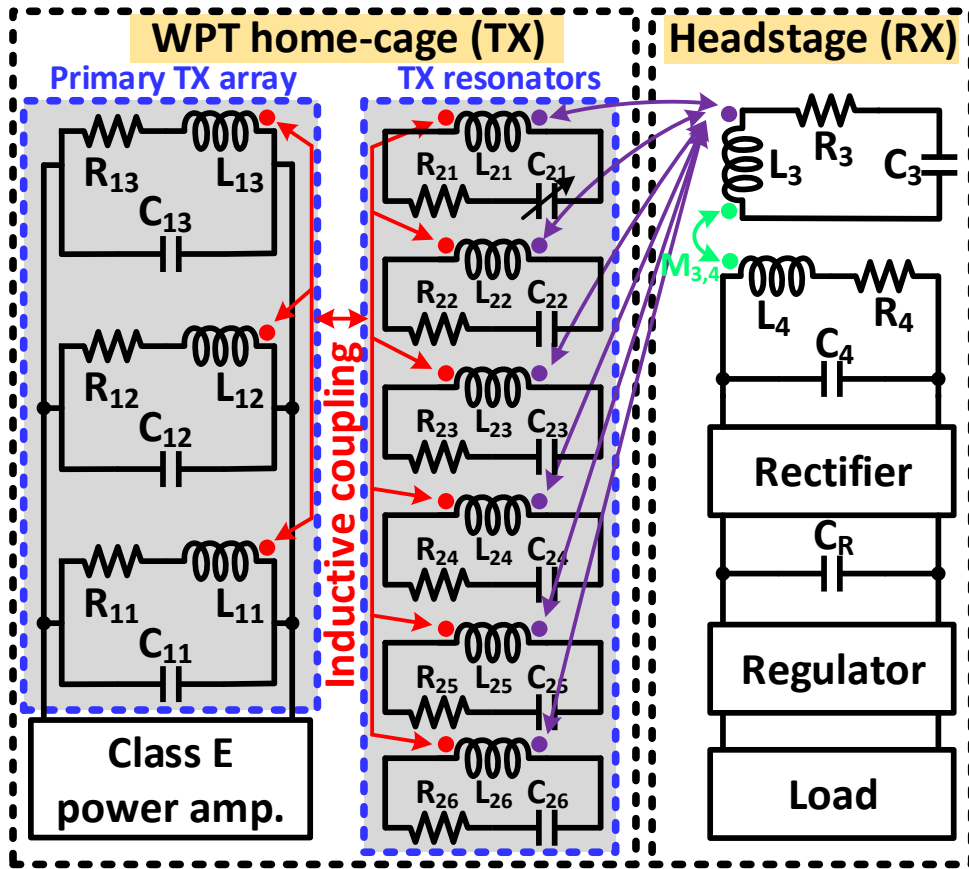 WPT home-cage (TX)
Headstage (RX)
Primary TX array
TX resonators
R13
L13
C13
R12
L12
C12
R11
L11
C11
Class E
power amp.
Inductive coupling
R21
L21
C21
R22
L22
C22
R23
L23
C23
R24
L24
C24
R25
L25
C25
R26
L26
C26
R3
L3
C3
M3,4
L4
R4
C4
Rectifier
CR
Regulator
Load